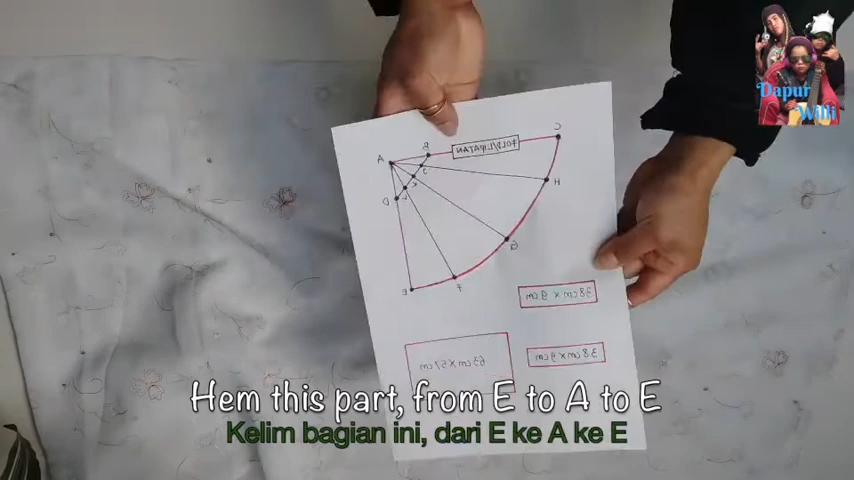 Dapur
Willi
A
B
FOLD/LIPATAN
C
J
K
L
D
H
G
F
E
38 cm x 9 cm
38 cm x 9 cm
63 cm x 57 cm
Hem this part, from E to A to E
Kelim bagian ini, dari E ke A ke E